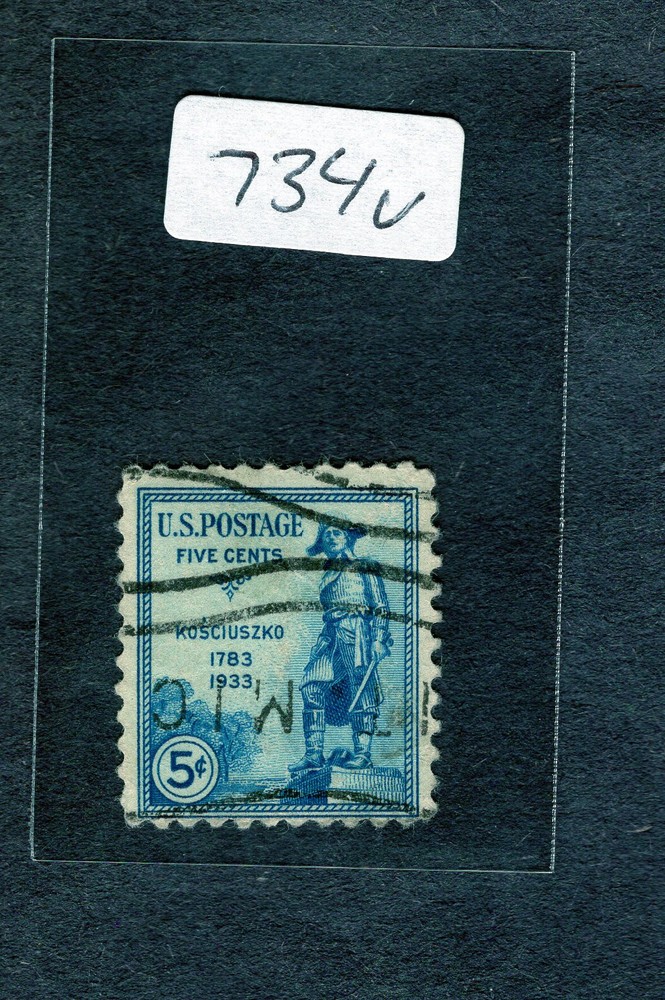 734v
U.S.POSTAGE
FIVE CENTS
KOSCIUSZKO
1783
1933
5¢